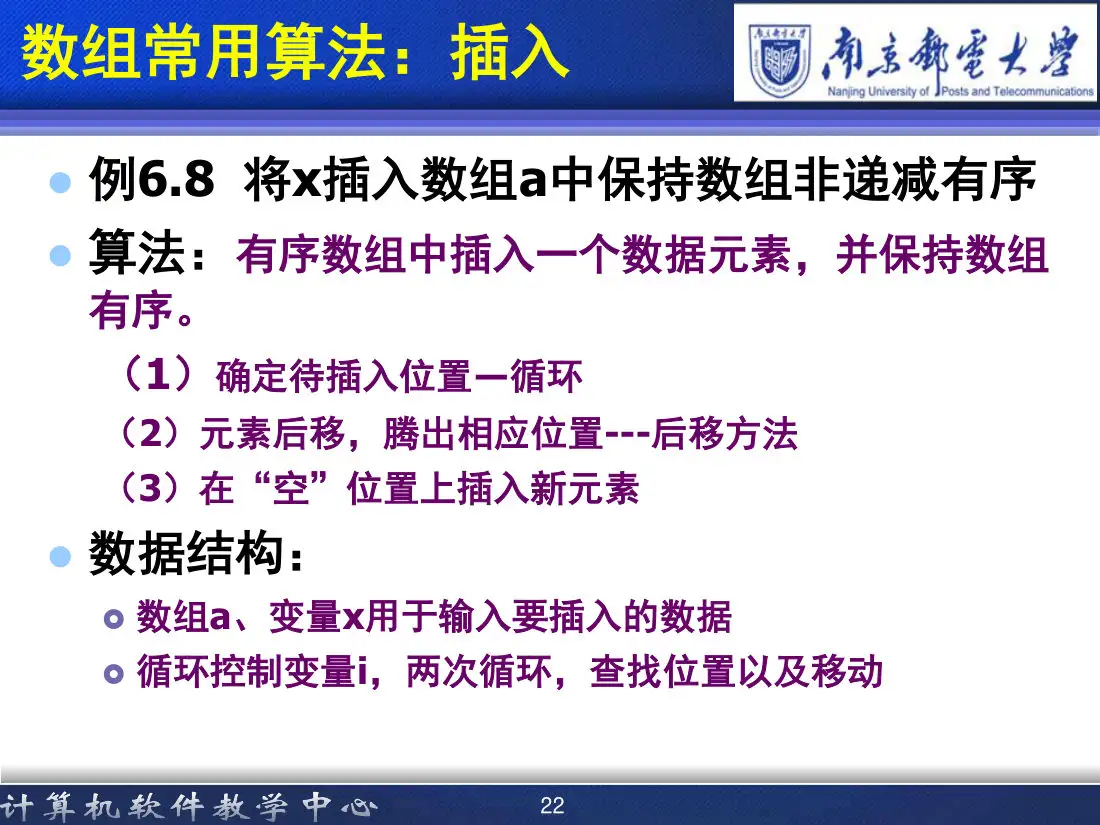 数组常用算法：插入
南京邮电大学
Nanjing University of Posts and Telecommunications
例6.8 将x插入数组a中保持数组非递减有序
算法：有序数组中插入一个数据元素，并保持数组
有序。
（1）确定待插入位置—循环
（2）元素后移，腾出相应位置---后移方法
（3）在“空”位置上插入新元素
数据结构：
数组a、变量x用于输入要插入的数据
循环控制变量i，两次循环，查找位置以及移动
计算机软件教学中心
22